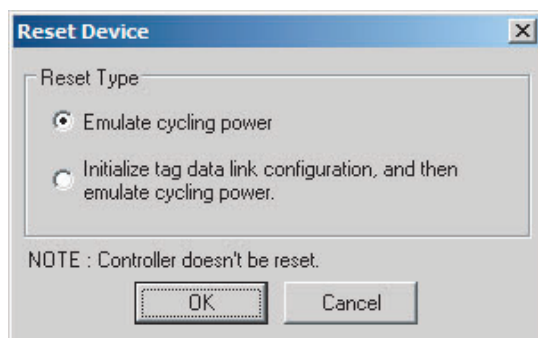 Reset Device
Reset Type
Emulate cycling power
Initialize tag data link configuration, and then
emulate cycling power.
NOTE : Controller doesn't be reset.
OK
Cancel